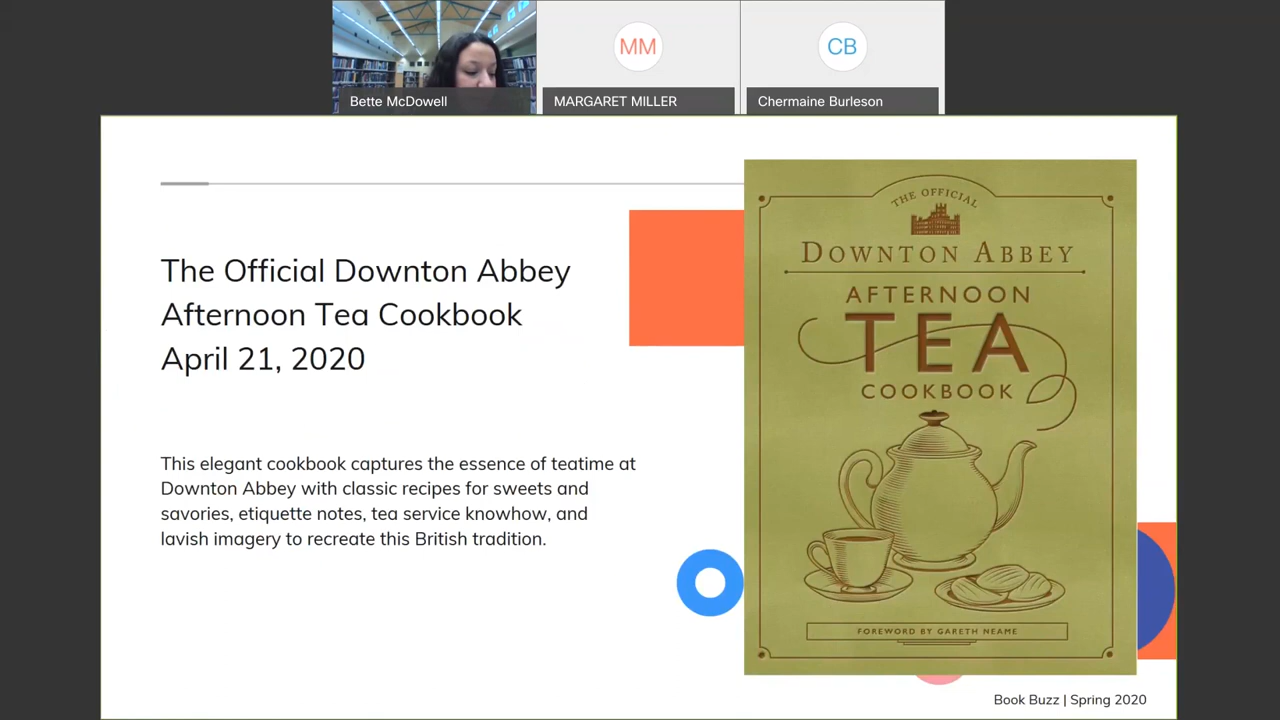 MM
CB
Bette McDowell
MARGARET MILLER
Chermaine Burleson
The Official Downton Abbey
Afternoon Tea Cookbook
April 21, 2020
This elegant cookbook captures the essence of teatime at
Downton Abbey with classic recipes for sweets and
savories, etiquette notes, tea service knowhow, and
lavish imagery to recreate this British tradition.
THE OFFICIAL
DOWNTON ABBEY
AFTERNOON
TEA
COOKBOOK
FOREWORD BY GARETH NEAME
Book Buzz | Spring 2020